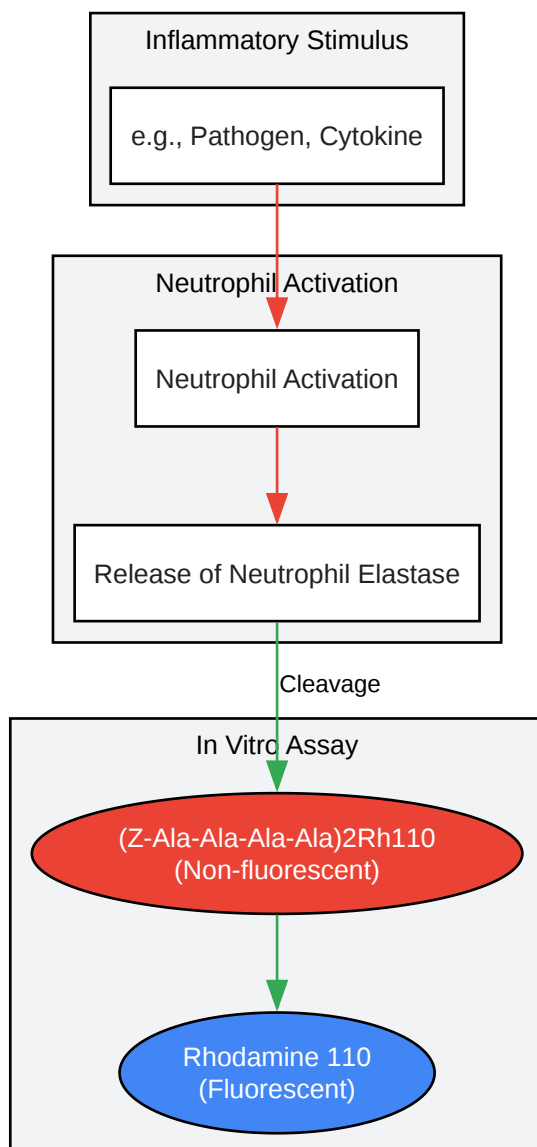 Inflammatory Stimulus
e.g., Pathogen, Cytokine
Neutrophil Activation
Neutrophil Activation
Release of Neutrophil Elastase
Cleavage
In Vitro Assay
(Z-Ala-Ala-Ala-Ala)2Rh110
(Non-fluorescent)
Rhodamine 110
(Fluorescent)